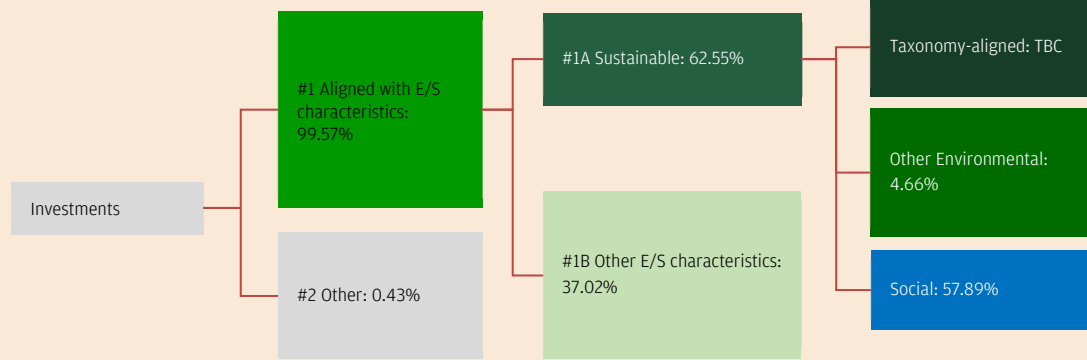 Investments
#1 Aligned with E/S
characteristics:
99.57%
#2 Other: 0.43%
#1A Sustainable: 62.55%
#1B Other E/S characteristics:
37.02%
Taxonomy-aligned: TBC
Other Environmental:
4.66%
Social: 57.89%